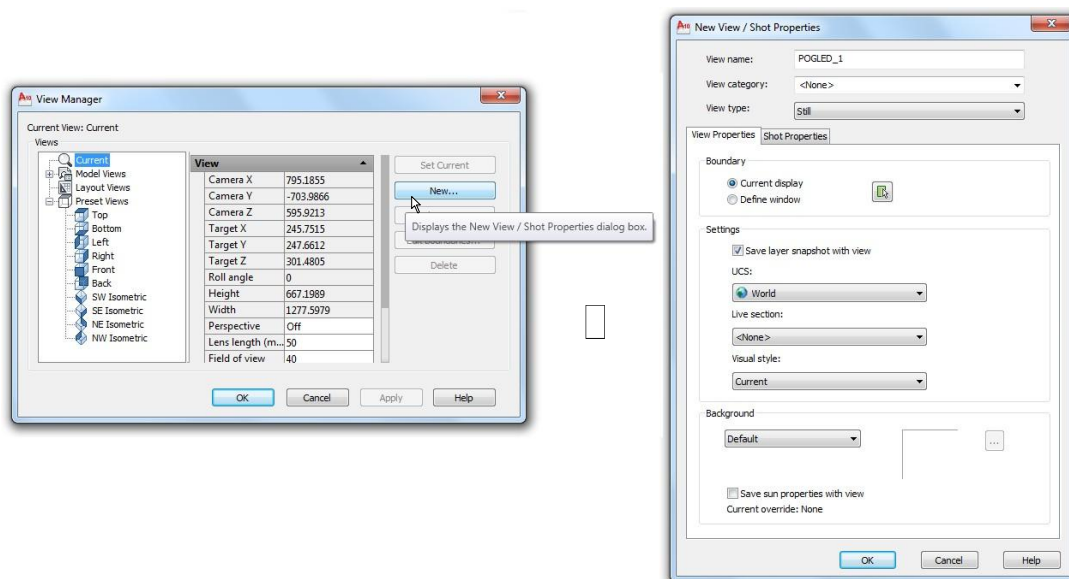 View Manager
Current View: Current
Views
Current
Model Views
Layout Views
Preset Views
Top
Bottom
Left
Right
Front
Back
SW Isometric
SE Isometric
NE Isometric
NW Isometric
View
Camera X 795.1855
Camera Y -703.9866
Camera Z 595.9213
Target X 245.7515
Target Y 247.6612
Target Z 301.4805
Roll angle 0
Height 667.1989
Width 1277.5979
Perspective Off
Lens length (m... 50
Field of view 40
Set Current
New...
Displays the New View / Shot Properties dialog box.
Delete
OK Cancel Apply Help
New View / Shot Properties
View name: POGLED_1
View category: <None>
View type: Still
View Properties Shot Properties
Boundary
Current display
Define window
Settings
Save layer snapshot with view
UCS:
World
Live section:
<None>
Visual style:
Current
Background
Default
...
Save sun properties with view
Current override: None
OK Cancel Help